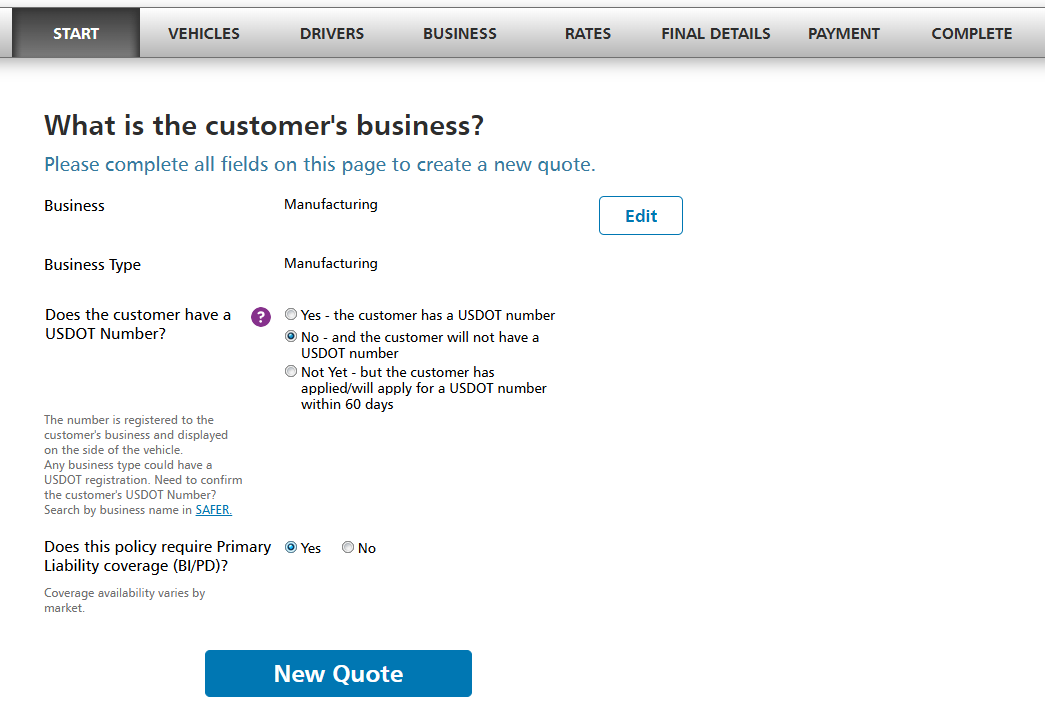 START VEHICLES DRIVERS BUSINESS RATES FINAL DETAILS PAYMENT COMPLETE
What is the customer's business?
Please complete all fields on this page to create a new quote.
Business Manufacturing Edit
Business Type Manufacturing
Does the customer have a
USDOT Number?
?
Yes - the customer has a USDOT number
No - and the customer will not have a
USDOT number
Not Yet - but the customer has
applied/will apply for a USDOT number
within 60 days
The number is registered to the
customer's business and displayed
on the side of the vehicle.
Any business type could have a
USDOT registration. Need to confirm
the customer's USDOT Number?
Search by business name in SAFER.
Does this policy require Primary
Liability coverage (BI/PD)?
Yes No
Coverage availability varies by
market.
New Quote